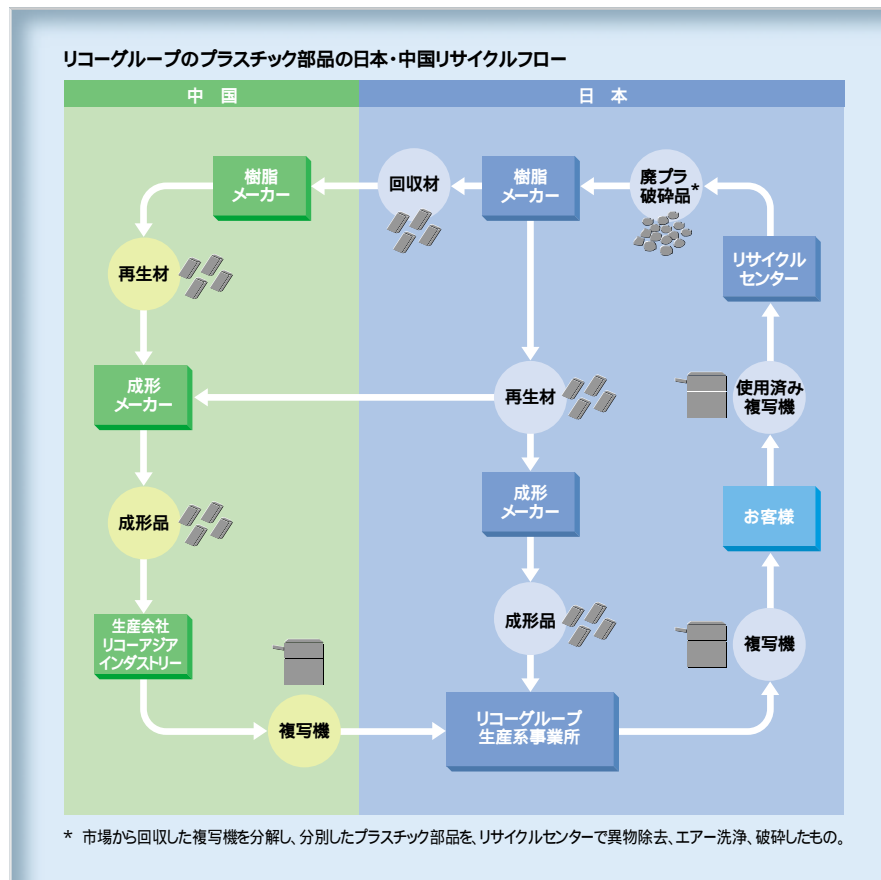 リコーグループのプラスチック部品の日本・中国リサイクルフロー
中 国
日 本
樹脂
メーカー
回収材
樹脂
メーカー
廃プラ
破砕品*
再生材
リサイクル
センター
成形
メーカー
再生材
使用済み
複写機
成形品
成形
メーカー
お客様
生産会社
リコーアジア
インダストリー
成形品
複写機
複写機
リコーグループ
生産系事業所
* 市場から回収した複写機を分解し、分別したプラスチック部品を、リサイクルセンターで異物除去、エアー洗浄、破砕したもの。